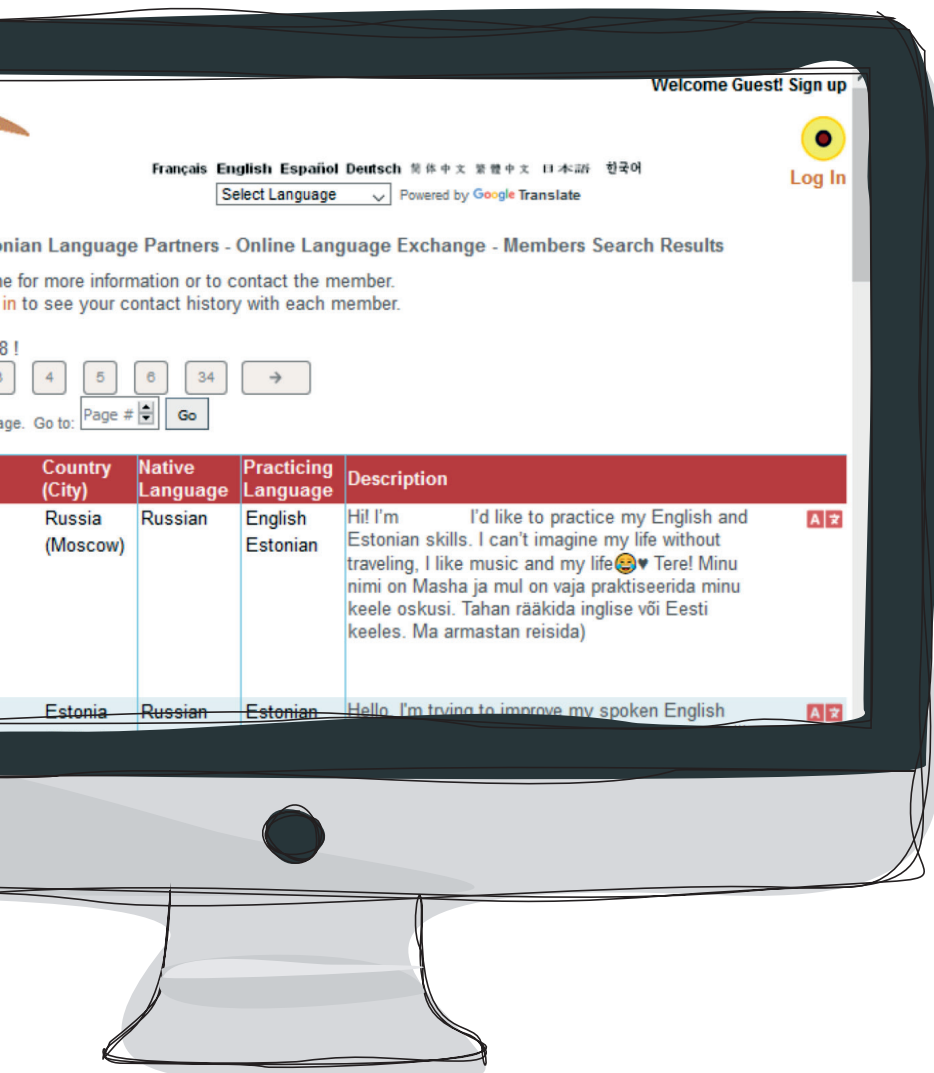 Welcome Guest! Sign up
Log In
Français English Español Deutsch 简体中文 繁體中文 日本語 한국어
Select Language Powered by Google Translate
onian Language Partners - Online Language Exchange - Members Search Results
ne for more information or to contact the member.
in to see your contact history with each member.
8 !
3 4 5 6 34 →
age. Go to: Page # Go
Country (City) Native Language Practicing Language Description
Russia (Moscow) Russian English Estonian
Hi! I'm I'd like to practice my English and
Estonian skills. I can't imagine my life without
traveling, I like music and my life😂♥ Tere! Minu
nimi on Masha ja mul on vaja praktiseerida minu
keele oskusi. Tahan rääkida inglise või Eesti
keeles. Ma armastan reisida)
A
Estonia Russian Estonian Hello, I'm trying to improve my spoken English
A